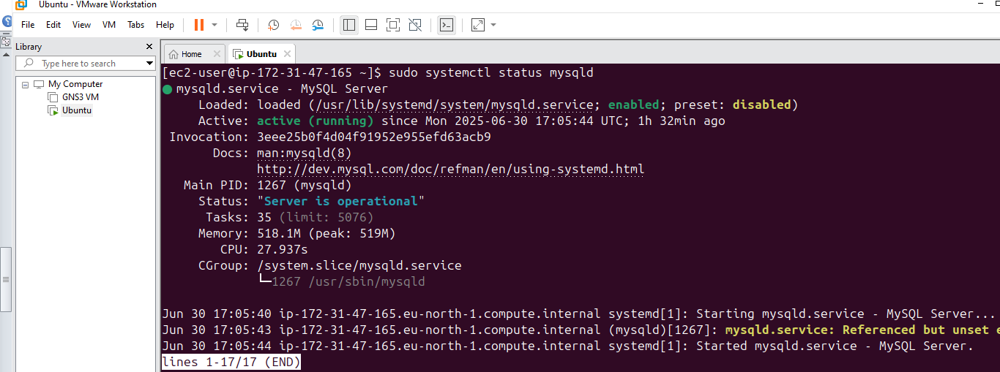 Ubuntu - VMware Workstation
File Edit View VM Tabs Help
Library
Type here to search
My Computer
GNS3 VM
Ubuntu
Home
Ubuntu
[ec2-user@ip-172-31-47-165 ~]$ sudo systemctl status mysqld
● mysqld.service - MySQL Server
Loaded: loaded (/usr/lib/systemd/system/mysqld.service; enabled; preset: disabled)
Active: active (running) since Mon 2025-06-30 17:05:44 UTC; 1h 32min ago
Invocation: 3eee25b0f4d04f91952e955efd63acb9
Docs: man:mysqld(8)
http://dev.mysql.com/doc/refman/en/using-systemd.html
Main PID: 1267 (mysqld)
Status: "Server is operational"
Tasks: 35 (limit: 5076)
Memory: 518.1M (peak: 519M)
CPU: 27.937s
CGroup: /system.slice/mysqld.service
└─1267 /usr/sbin/mysqld
Jun 30 17:05:40 ip-172-31-47-165.eu-north-1.compute.internal systemd[1]: Starting mysqld.service - MySQL Server...
Jun 30 17:05:43 ip-172-31-47-165.eu-north-1.compute.internal (mysqld)[1267]: mysqld.service: Referenced but unset e
Jun 30 17:05:44 ip-172-31-47-165.eu-north-1.compute.internal systemd[1]: Started mysqld.service - MySQL Server.
lines 1-17/17 (END)